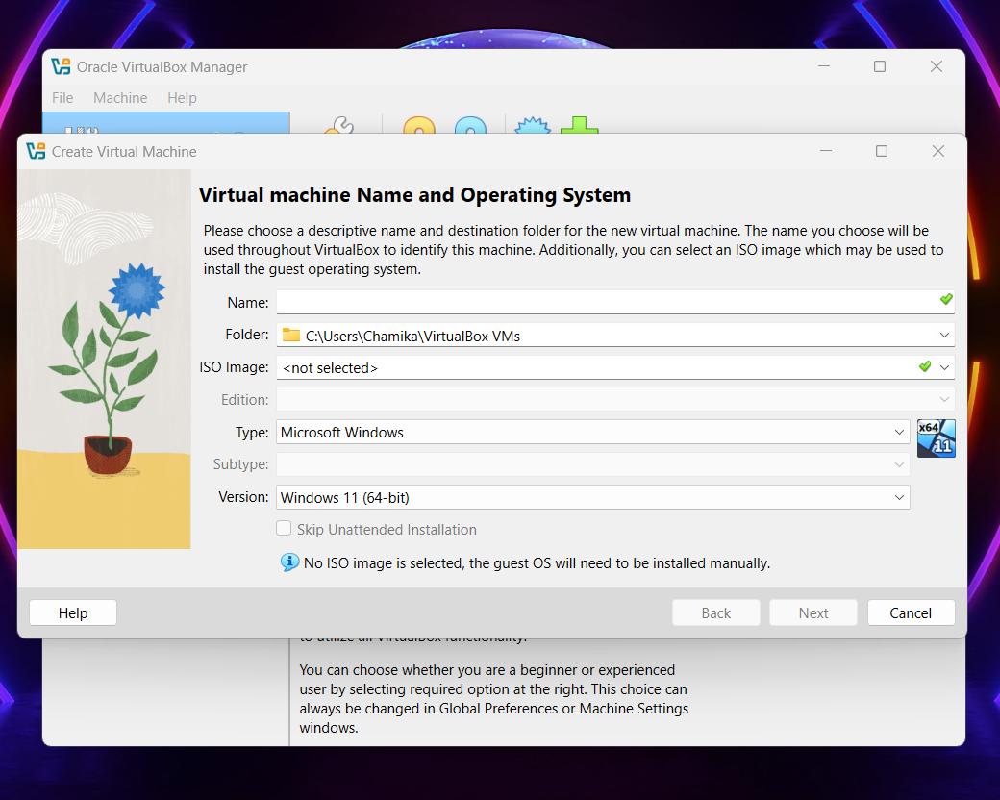 Oracle VirtualBox Manager
File Machine Help
Create Virtual Machine
Virtual machine Name and Operating System
Please choose a descriptive name and destination folder for the new virtual machine. The name you choose will be
used throughout VirtualBox to identify this machine. Additionally, you can select an ISO image which may be used to
install the guest operating system.
Name:
Folder: C:\Users\Chamika\VirtualBox VMs
ISO Image: <not selected>
Edition:
Type: Microsoft Windows
x64
11
Subtype:
Version: Windows 11 (64-bit)
Skip Unattended Installation
No ISO image is selected, the guest OS will need to be installed manually.
Help Back Next Cancel
to utilize all VirtualBox functionality.
You can choose whether you are a beginner or experienced
user by selecting required option at the right. This choice can
always be changed in Global Preferences or Machine Settings
windows.